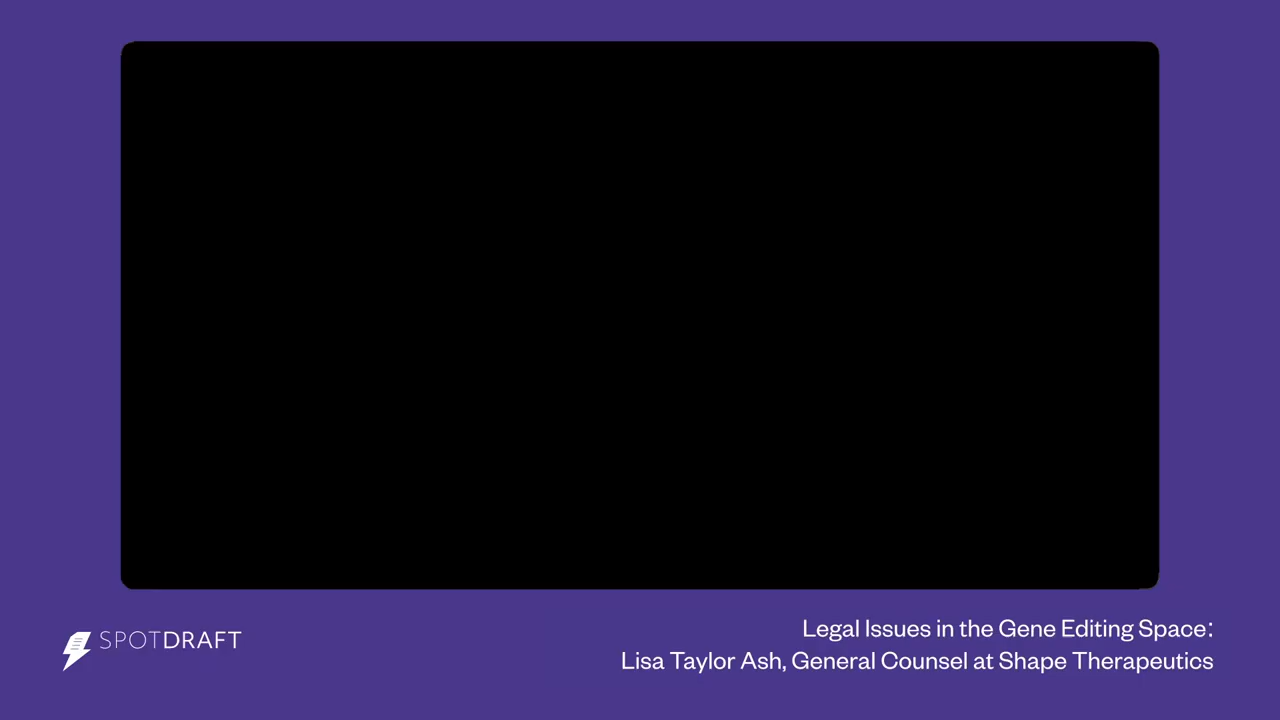 SPOTDRAFT
Legal Issues in the Gene Editing Space:
Lisa Taylor Ash, General Counsel at Shape Therapeutics